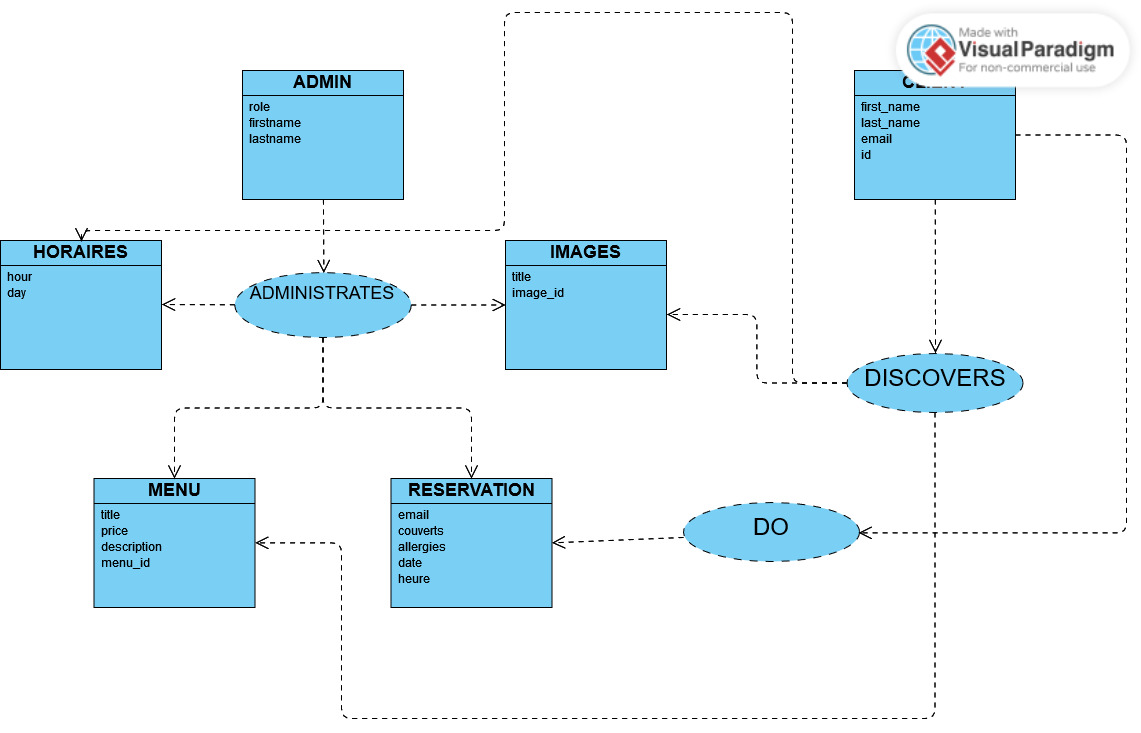 Made with
Visual Paradigm
For non-commercial use
ADMIN
role
firstname
lastname
first_name
last_name
email
id
HORAIRES
hour
day
ADMINISTRATES
IMAGES
title
image_id
DISCOVERS
MENU
title
price
description
menu_id
RESERVATION
email
couverts
allergies
date
heure
DO